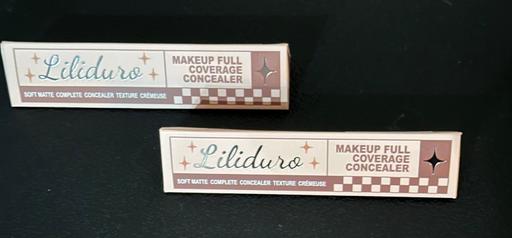 Liliduro
MAKEUP FULL
COVERAGE
CONCEALER
SOFT MATTE COMPLETE CONCEALER TEXTURE CRÉMEUSE
Liliduro
MAKEUP FULL
COVERAGE
CONCEALER
SOFT MATTE COMPLETE CONCEALER TEXTURE CRÉMEUSE